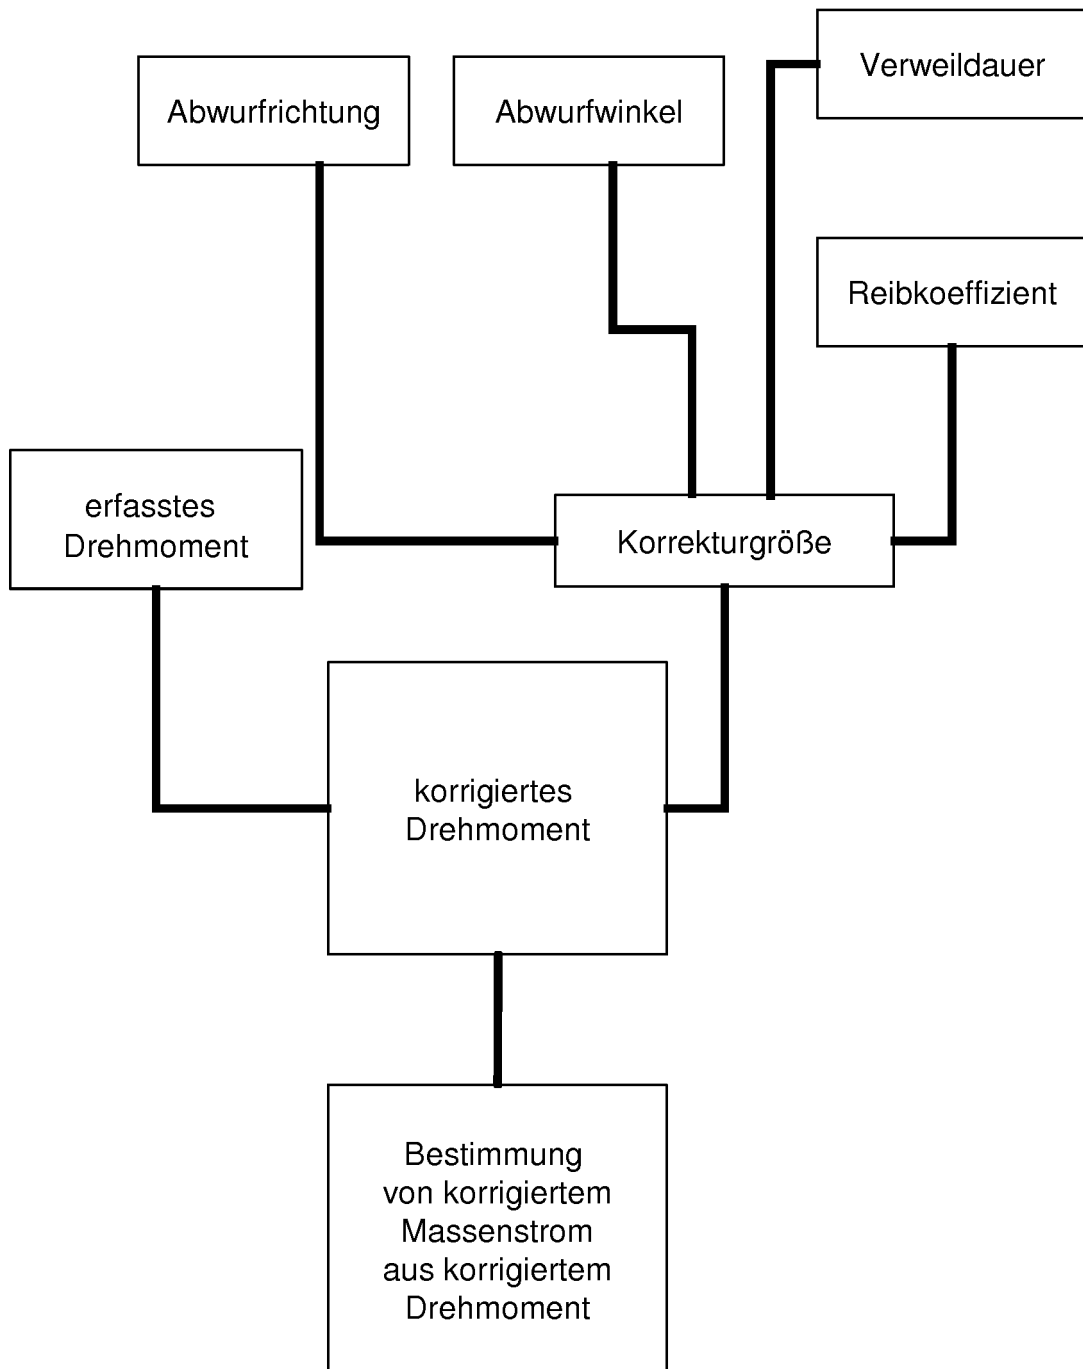 Verweildauer
Abwurfrichtung
Abwurfwinkel
Reibkoeffizient
erfasstes
Drehmoment
Korrekturgröße
korrigiertes
Drehmoment
Bestimmung
von korrigiertem
Massenstrom
aus korrigiertem
Drehmoment